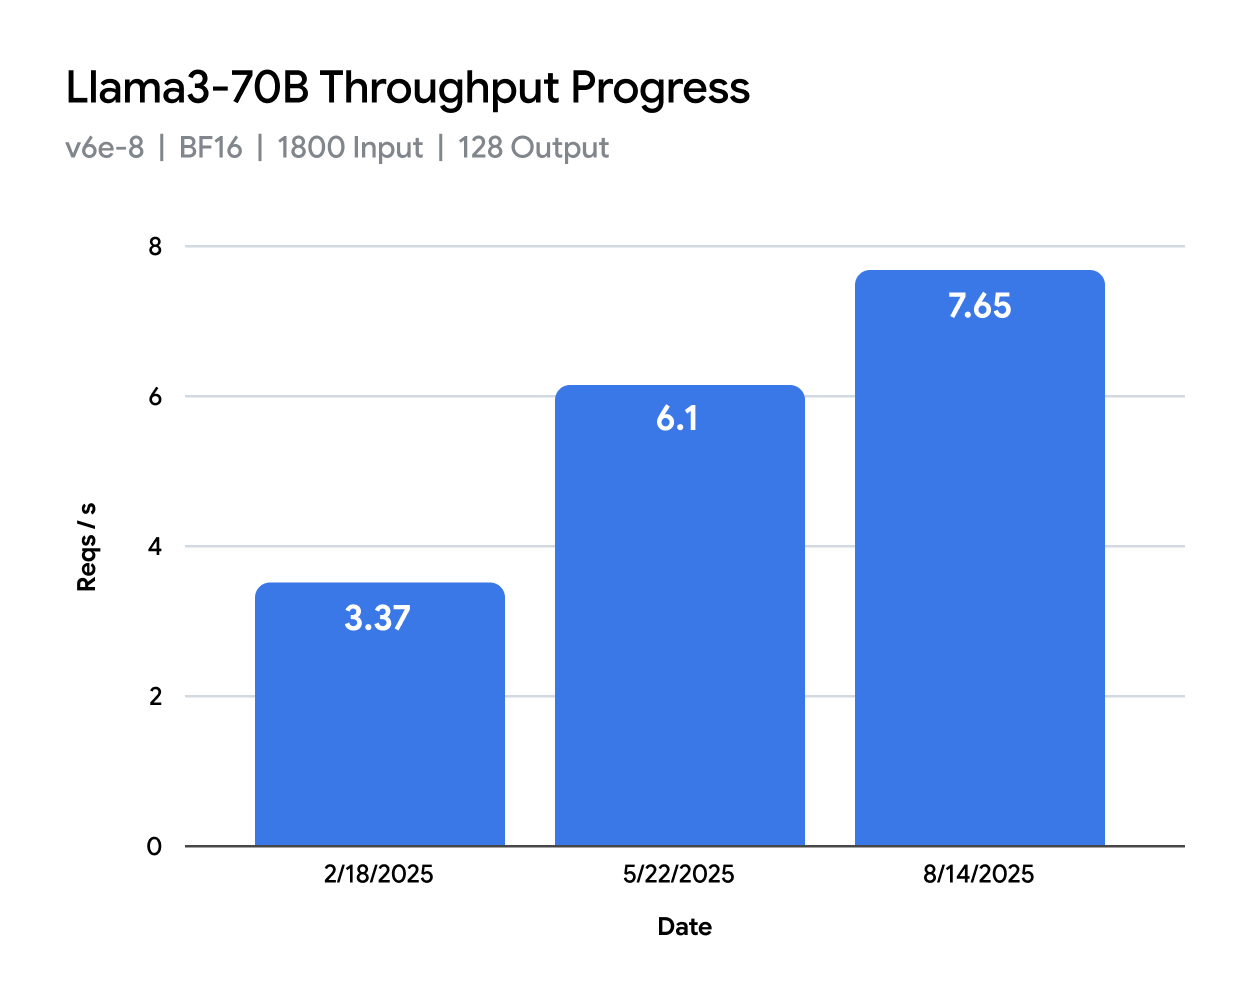 Llama3-70B Throughput Progress
v6e-8 | BF16 | 1800 Input | 128 Output
8
6
4
2
0
Reqs / s
3.37
6.1
7.65
2/18/2025
5/22/2025
8/14/2025
Date